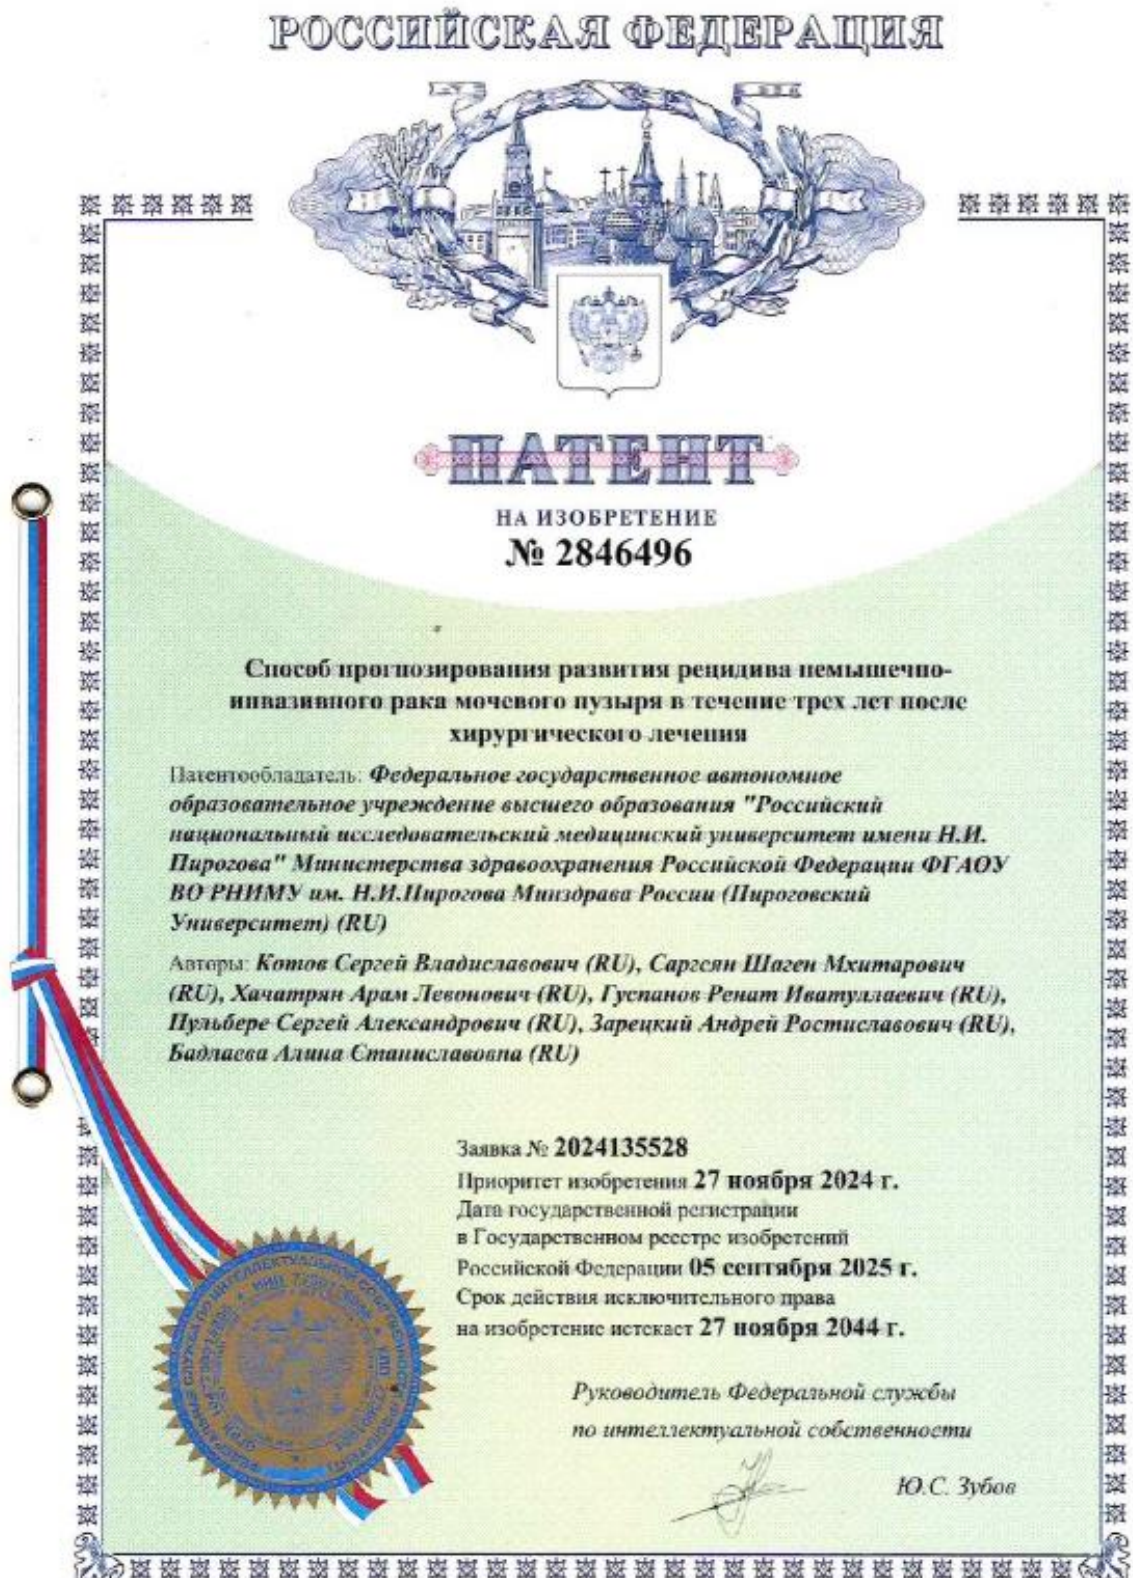 РОССИЙСКАЯ ФЕДЕРАЦИЯ
ПАТЕНТ
НА ИЗОБРЕТЕНИЕ
№ 2846496
Способ прогнозирования развития рецидива немышечно-
инвазивного рака мочевого пузыря в течение трех лет после
хирургического лечения
Патентообладатель: Федеральное государственное автономное
образовательное учреждение высшего образования "Российский
национальный исследовательский медицинский университет имени Н.И.
Пирогова" Министерства здравоохранения Российской Федерации ФГАОУ
ВО РНИМУ им. Н.И.Пирогова Минздрава России (Пироговский
Университет) (RU)
Авторы: Котов Сергей Владиславович (RU), Саргсян Шаген Мхитарович
(RU), Хачатрян Арам Левонович (RU), Гуспанов Ренат Иватуллаевич (RU),
Пульбере Сергей Александрович (RU), Зарецкий Андрей Ростиславович (RU),
Бадлаева Алина Станиславовна (RU)
Заявка № 2024135528
Приоритет изобретения 27 ноября 2024 г.
Дата государственной регистрации
в Государственном реестре изобретений
Российской Федерации 05 сентября 2025 г.
Срок действия исключительного права
на изобретение истекает 27 ноября 2044 г.
Руководитель Федеральной службы
по интеллектуальной собственности
Ю.С. Зубов
ФЕДЕРАЛЬНАЯ СЛУЖБА ПО ИНТЕЛЛЕКТУАЛЬНОЙ СОБСТВЕННОСТИ